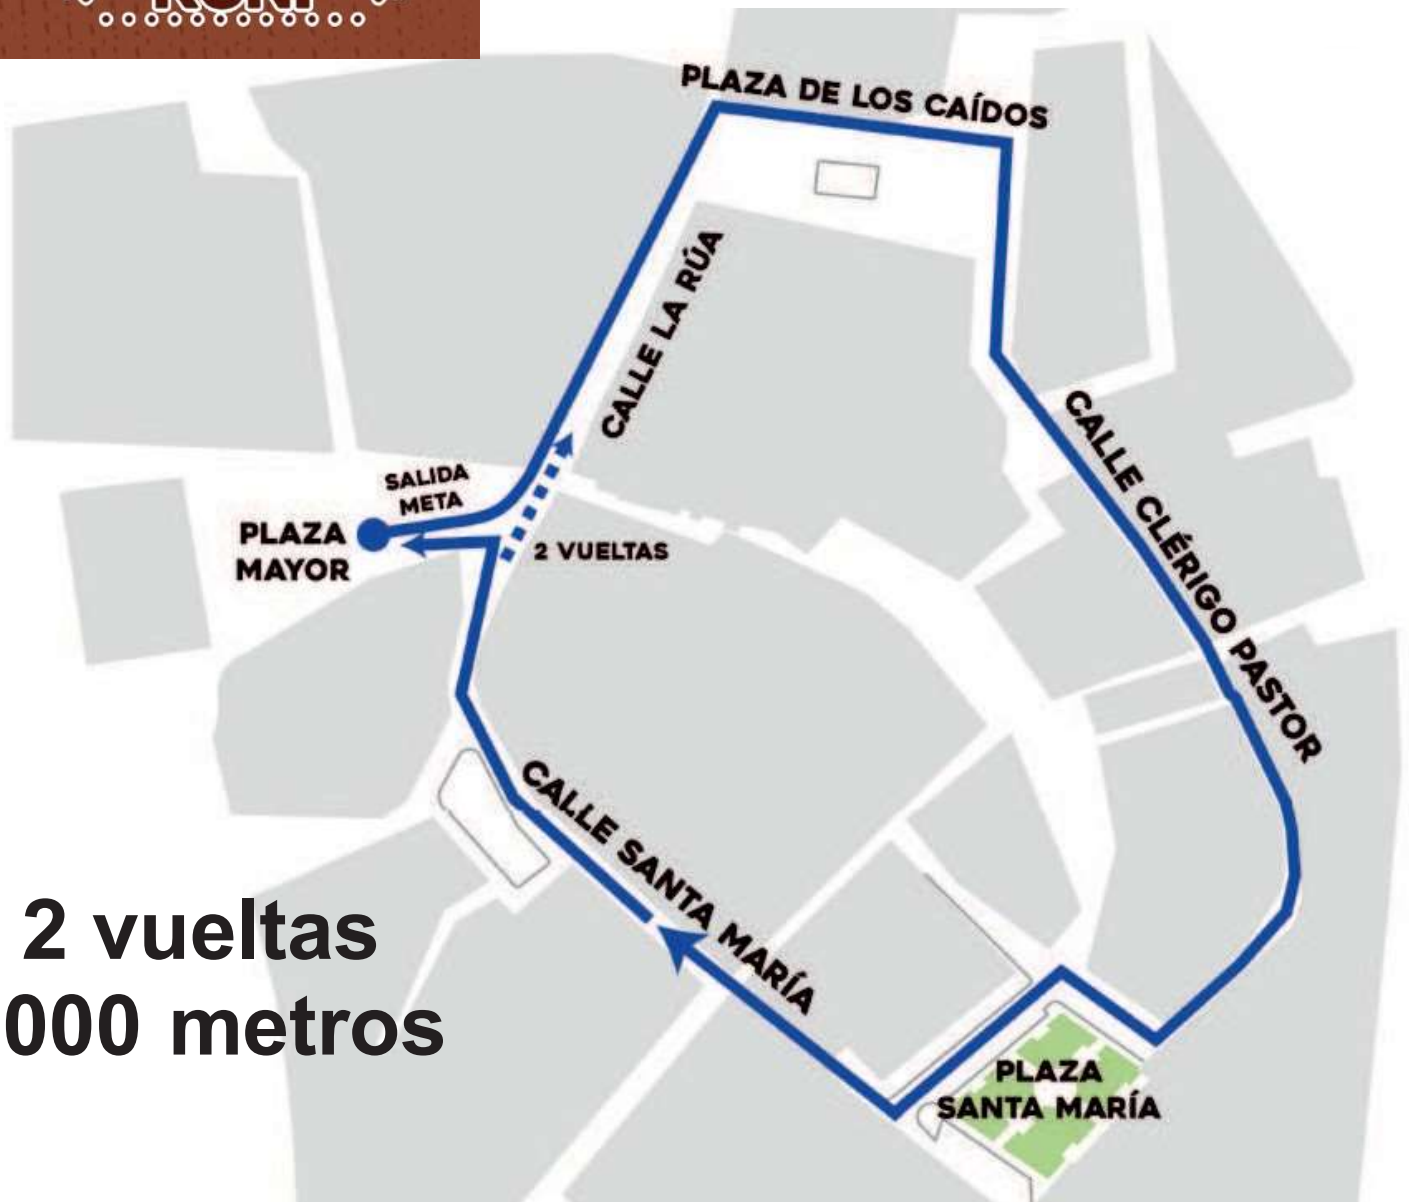 PLAZA DE LOS CAÍDOS
CALLE LA RÚA
SALIDA
META
PLAZA
MAYOR
2 VUELTAS
CALLE CLÉRIGO PASTOR
CALLE SANTA MARÍA
2 vueltas
000 metros
PLAZA
SANTA MARÍA